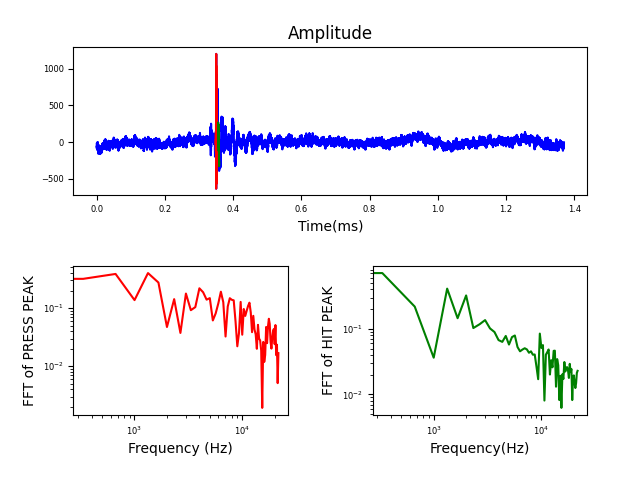 Amplitude
1000
500
0
−500
0.0 0.2 0.4 0.6 0.8 1.0 1.2 1.4
Time(ms)
FFT of PRESS PEAK
10⁻¹
10⁻²
10³ 10⁴
Frequency (Hz)
FFT of HIT PEAK
10⁻¹
10⁻²
10³ 10⁴
Frequency(Hz)